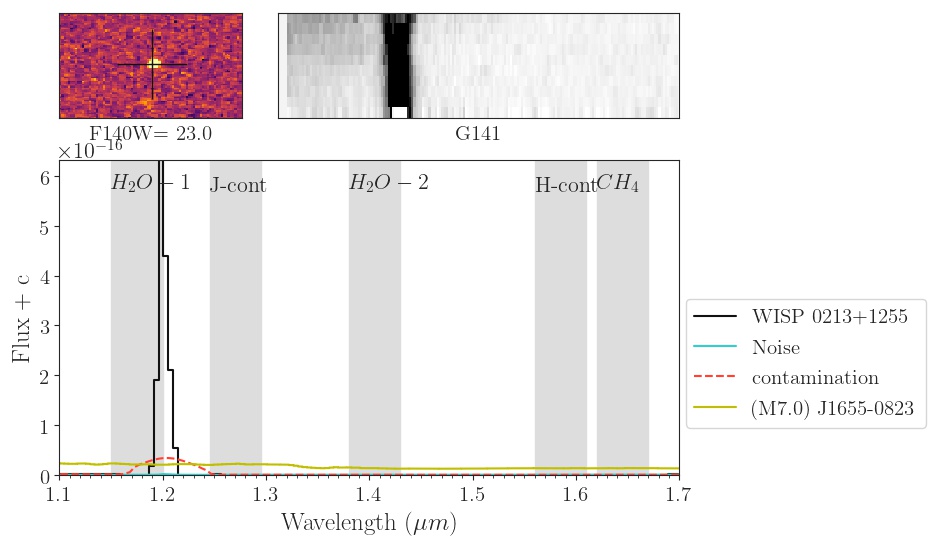 F140W= 23.0
G141
×10⁻¹⁶
H₂O − 1
J-cont
H₂O − 2
H-cont
CH₄
6
5
4
3
2
1
0
Flux + c
1.1 1.2 1.3 1.4 1.5 1.6 1.7
Wavelength (μm)
WISP 0213+1255
Noise
contamination
(M7.0) J1655-0823